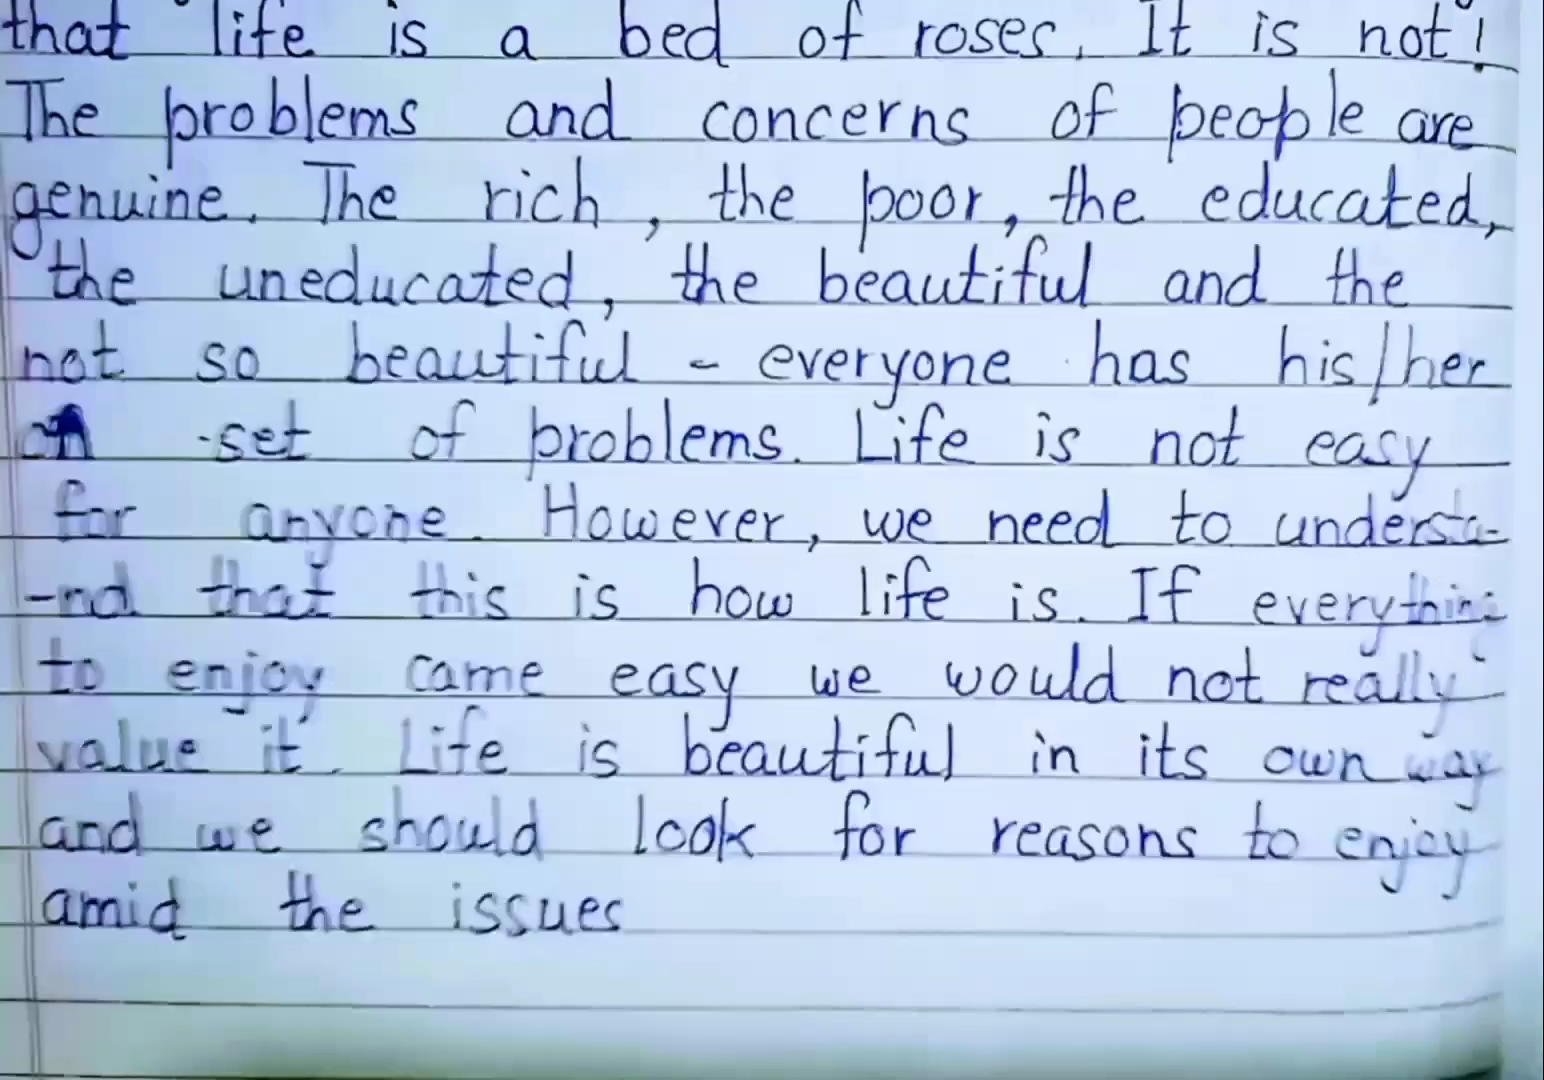 that life is a bed of roses. It is not!
The problems and concerns of people are
genuine. The rich, the poor, the educated,
the uneducated, the beautiful and the
not so beautiful - everyone has his/her
set of problems. Life is not easy
for anyone. However, we need to understa-
-nd that this is how life is. If everything
to enjoy came easy we would not really
value it. Life is beautiful in its own way
and we should look for reasons to enjoy
amid the issues